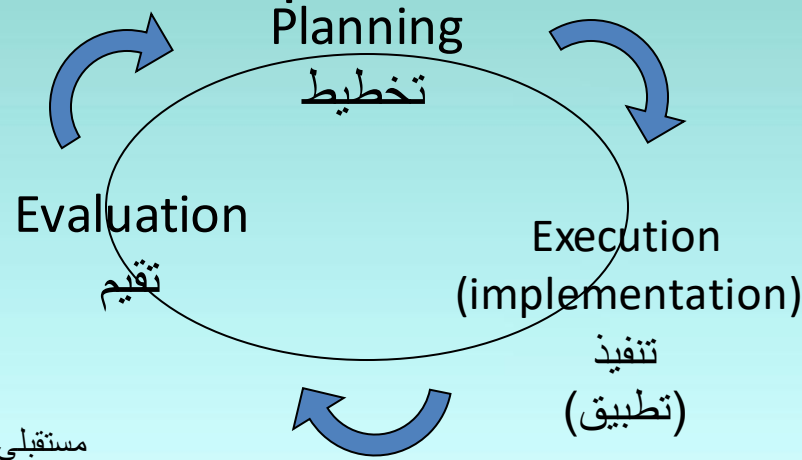 Planning
تخطيط
Evaluation
تقيم
Execution
(implementation)
تنفيذ
(تطبيق)
مستقبلي